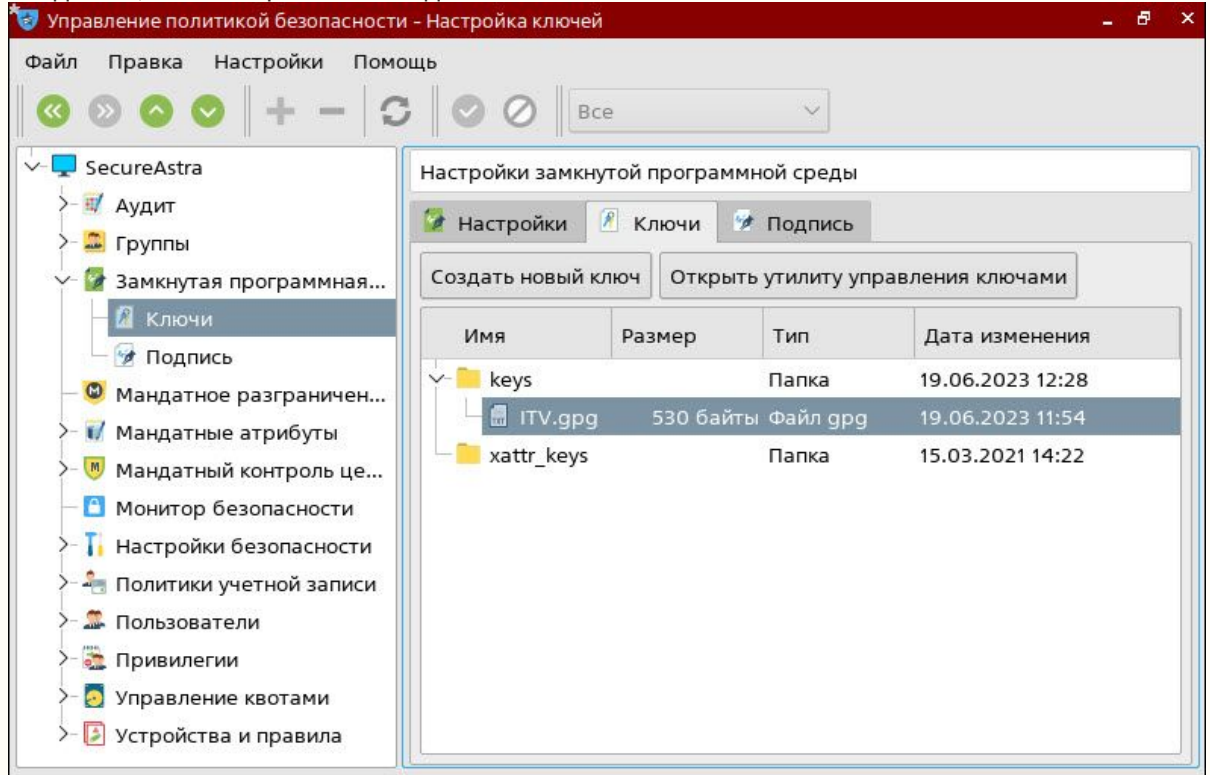 Управление политикой безопасности – Настройка ключей
Файл Правка Настройки Помощь
Все
SecureAstra
Аудит
Группы
Замкнутая программная...
Ключи
Подпись
Мандатное разграничен...
Мандатные атрибуты
Мандатный контроль це...
Монитор безопасности
Настройки безопасности
Политики учетной записи
Пользователи
Привилегии
Управление квотами
Устройства и правила
Настройки замкнутой программной среды
Настройки Ключи Подпись
Создать новый ключ Открыть утилиту управления ключами
Имя Размер Тип Дата изменения
keys Папка 19.06.2023 12:28
ITV.gpg 530 байты Файл gpg 19.06.2023 11:54
xattr_keys Папка 15.03.2021 14:22